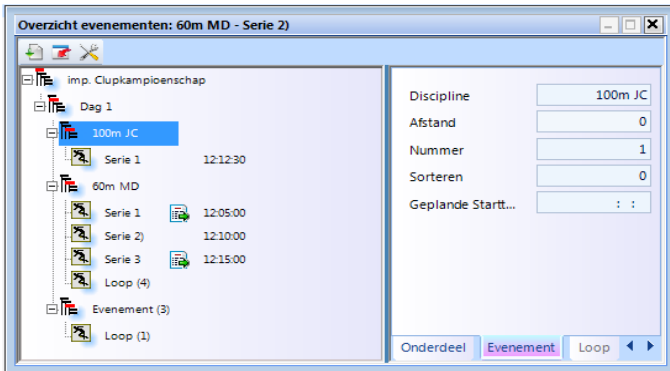 Overzicht evenementen: 60m MD - Serie 2)
imp. Clupkampioenschap
Dag 1
100m JC
Serie 1 12:12:30
60m MD
Serie 1 12:05:00
Serie 2) 12:10:00
Serie 3 12:15:00
Loop (4)
Evenement (3)
Loop (1)
Discipline 100m JC
Afstand 0
Nummer 1
Sorteren 0
Geplande Startt... : :
Onderdeel Evenement Loop